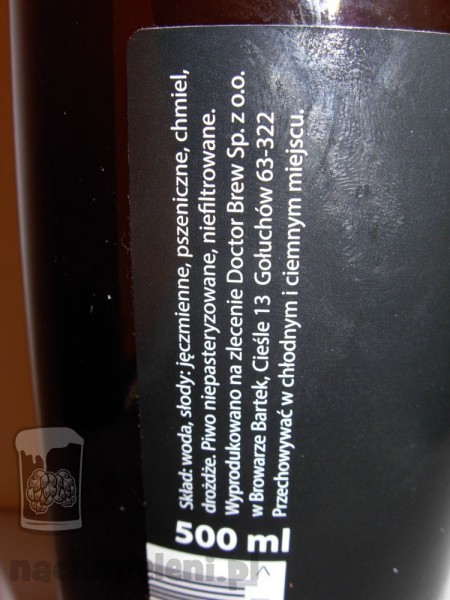 Skład: woda, słody: jęczmienne, pszeniczne, chmiel,
drożdże. Piwo niepasteryzowane, niefiltrowane.
Wyprodukowano na zlecenie Doctor Brew Sp. z o.o.
w Browarze Bartek, Cieśle 13 Gołuchów 63-322
Przechowywać w chłodnym i ciemnym miejscu.
500 ml